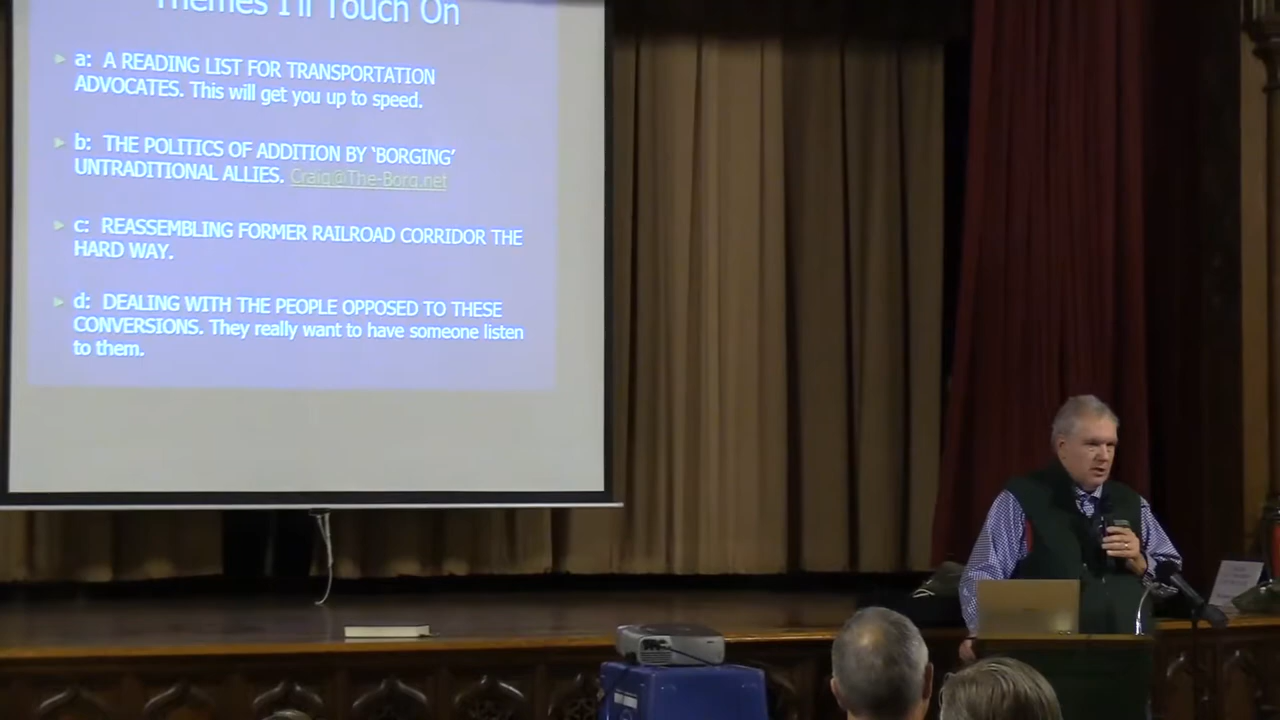 Themes I'll Touch On
a: A READING LIST FOR TRANSPORTATION
ADVOCATES. This will get you up to speed.
b: THE POLITICS OF ADDITION BY ‘BORGING’
UNTRADITIONAL ALLIES. Craig@The-Borg.net
c: REASSEMBLING FORMER RAILROAD CORRIDOR THE
HARD WAY.
d: DEALING WITH THE PEOPLE OPPOSED TO THESE
CONVERSIONS. They really want to have someone listen
to them.